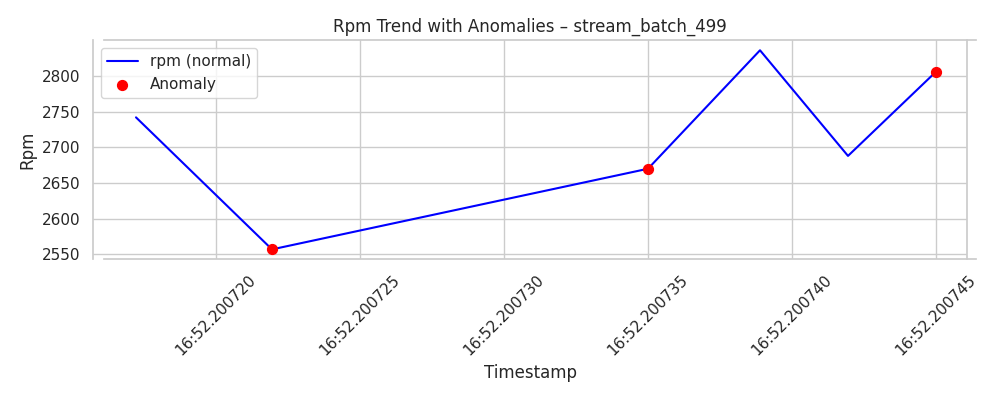 Rpm Trend with Anomalies – stream_batch_499
rpm (normal)
Anomaly
Rpm
2800
2750
2700
2650
2600
2550
16:52.200720
16:52.200725
16:52.200730
16:52.200735
16:52.200740
16:52.200745
Timestamp